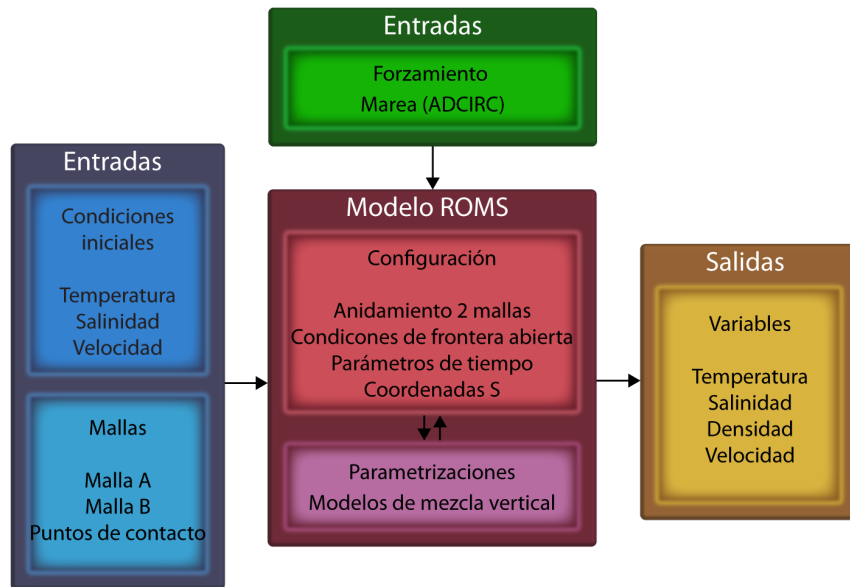 Entradas
Forzamiento
Marea (ADCIRC)
Entradas
Condiciones
iniciales
Temperatura
Salinidad
Velocidad
Mallas
Malla A
Malla B
Puntos de contacto
Modelo ROMS
Configuración
Anidamiento 2 mallas
Condicones de frontera abierta
Parámetros de tiempo
Coordenadas S
Parametrizaciones
Modelos de mezcla vertical
Salidas
Variables
Temperatura
Salinidad
Densidad
Velocidad